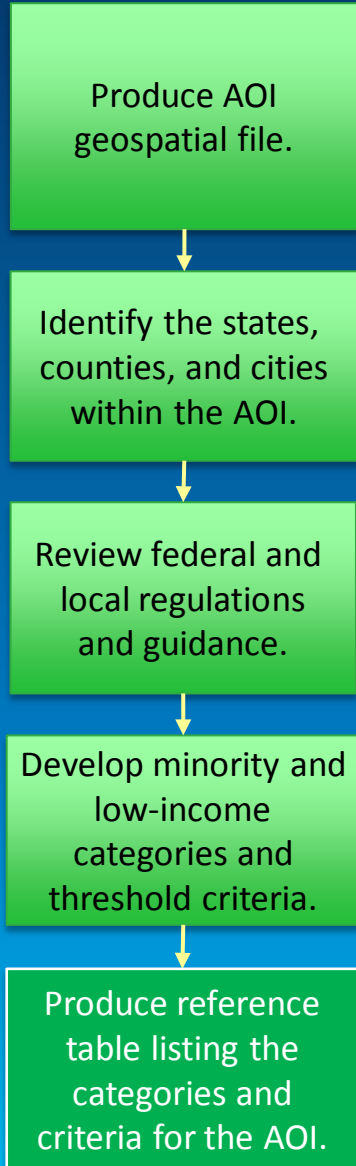 Produce AOI
geospatial file.
Identify the states,
counties, and cities
within the AOI.
Review federal and
local regulations
and guidance.
Develop minority and
low-income
categories and
threshold criteria.
Produce reference
table listing the
categories and
criteria for the AOI.